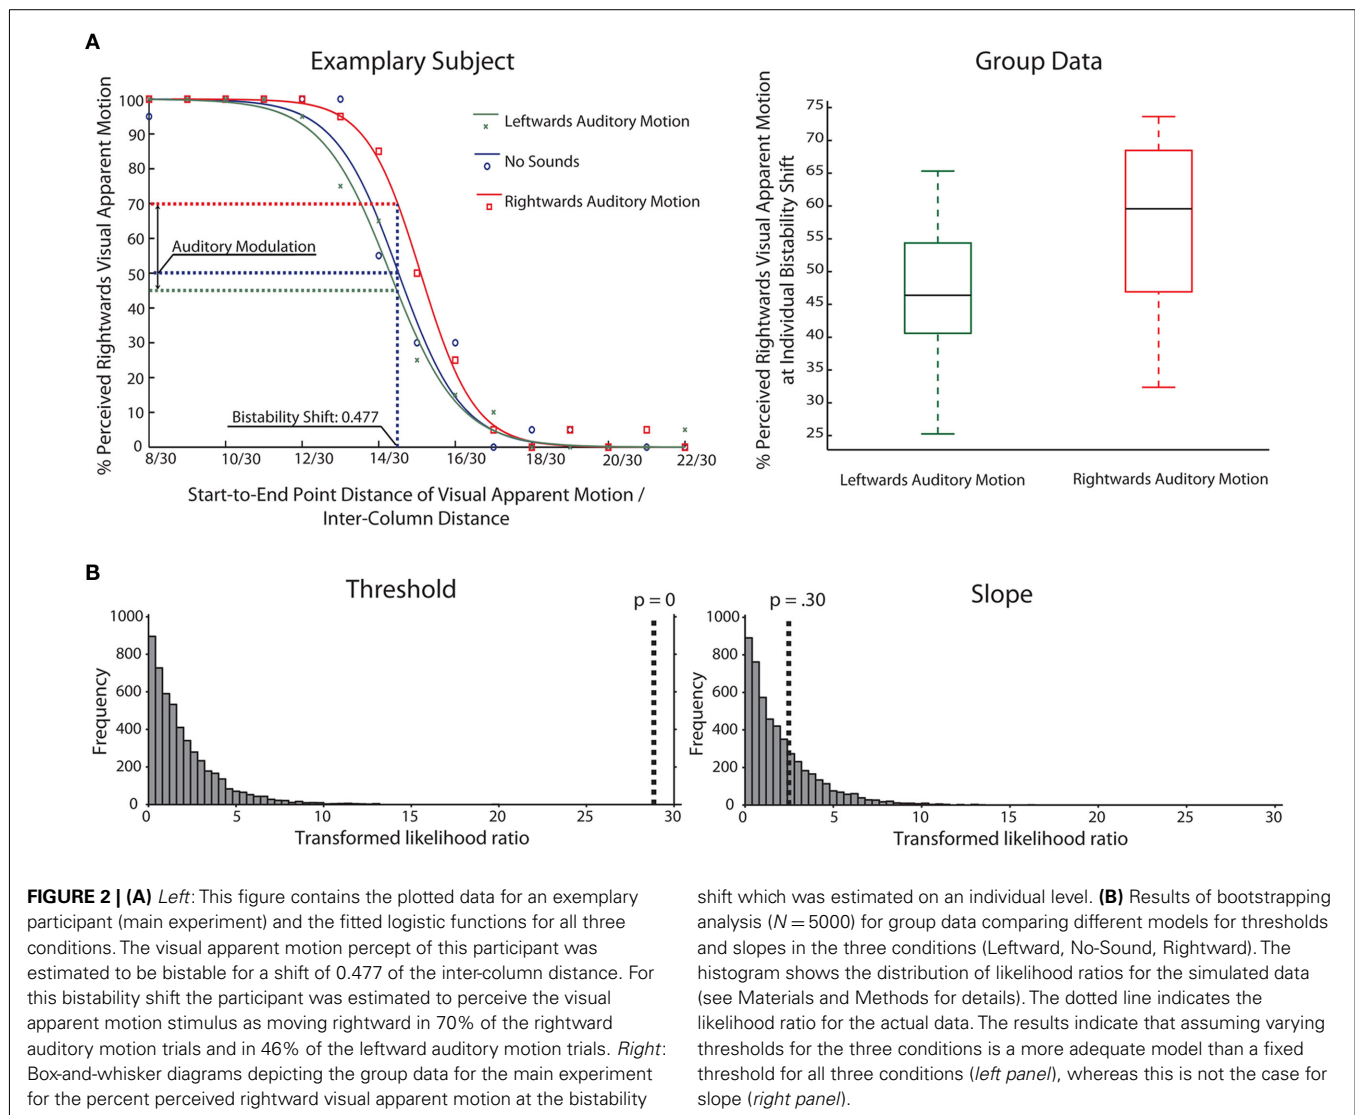 A
Examplary Subject
% Perceived Rightwards Visual Apparent Motion
100
90
80
70
60
50
40
30
20
10
0
8/30
10/30
12/30
14/30
16/30
18/30
20/30
22/30
Leftwards Auditory Motion
No Sounds
Rightwards Auditory Motion
Auditory Modulation
Bistability Shift: 0.477
Start-to-End Point Distance of Visual Apparent Motion /
Inter-Column Distance
Group Data
% Perceived Rightwards Visual Apparent Motion
at Individual Bistability Shift
75
70
65
60
55
50
45
40
35
30
25
Leftwards Auditory Motion
Rightwards Auditory Motion
B
Threshold
p = 0
Frequency
1000
800
600
400
200
0
0
5
10
15
20
25
30
Transformed likelihood ratio
Slope
p = .30
Frequency
1000
800
600
400
200
0
0
5
10
15
20
25
30
Transformed likelihood ratio
FIGURE 2 | (A) Left: This figure contains the plotted data for an exemplary
participant (main experiment) and the fitted logistic functions for all three
conditions. The visual apparent motion percept of this participant was
estimated to be bistable for a shift of 0.477 of the inter-column distance. For
this bistability shift the participant was estimated to perceive the visual
apparent motion stimulus as moving rightward in 70% of the rightward
auditory motion trials and in 46% of the leftward auditory motion trials. Right:
Box-and-whisker diagrams depicting the group data for the main experiment
for the percent perceived rightward visual apparent motion at the bistability
shift which was estimated on an individual level. (B) Results of bootstrapping
analysis (N = 5000) for group data comparing different models for thresholds
and slopes in the three conditions (Leftward, No-Sound, Rightward). The
histogram shows the distribution of likelihood ratios for the simulated data
(see Materials and Methods for details). The dotted line indicates the
likelihood ratio for the actual data. The results indicate that assuming varying
thresholds for the three conditions is a more adequate model than a fixed
threshold for all three conditions (left panel), whereas this is not the case for
slope (right panel).